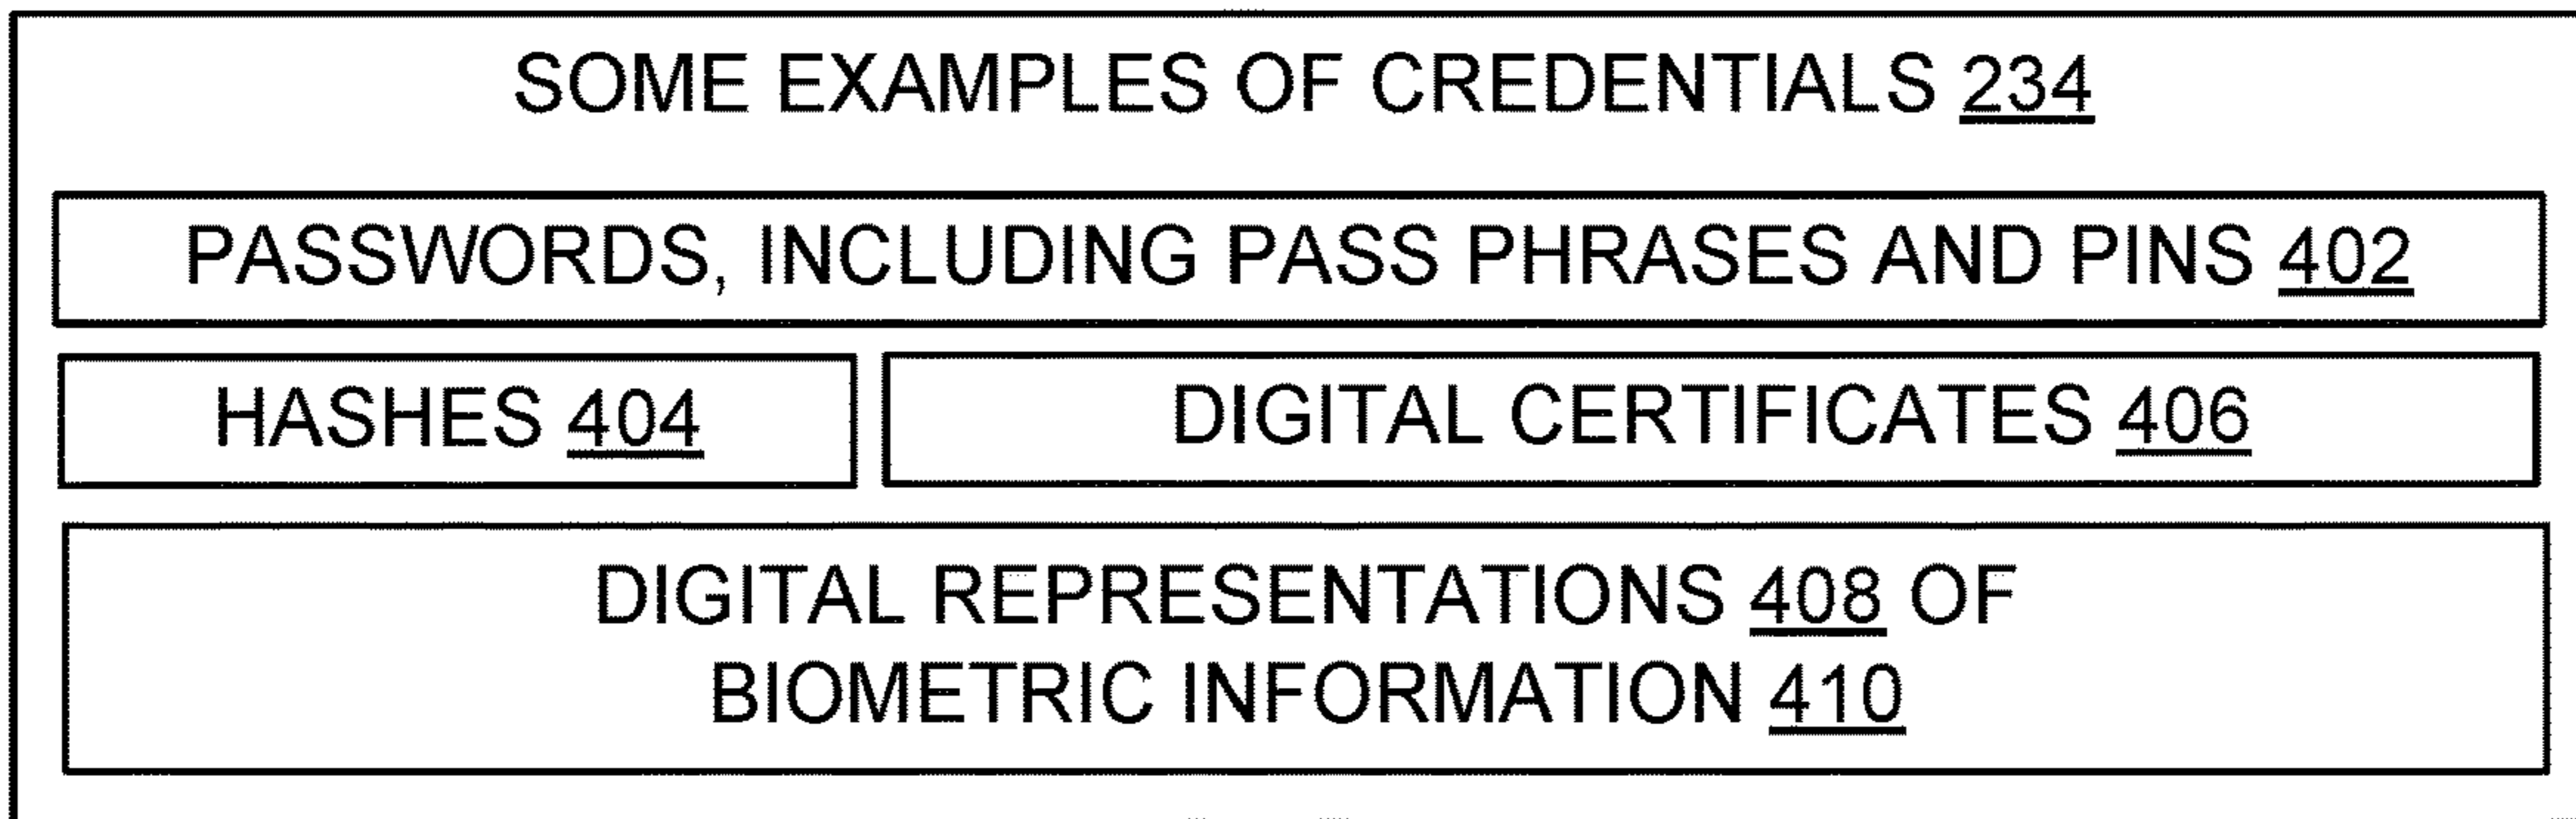 SOME EXAMPLES OF CREDENTIALS 234
PASSWORDS, INCLUDING PASS PHRASES AND PINS 402
HASHES 404
DIGITAL CERTIFICATES 406
DIGITAL REPRESENTATIONS 408 OF
BIOMETRIC INFORMATION 410